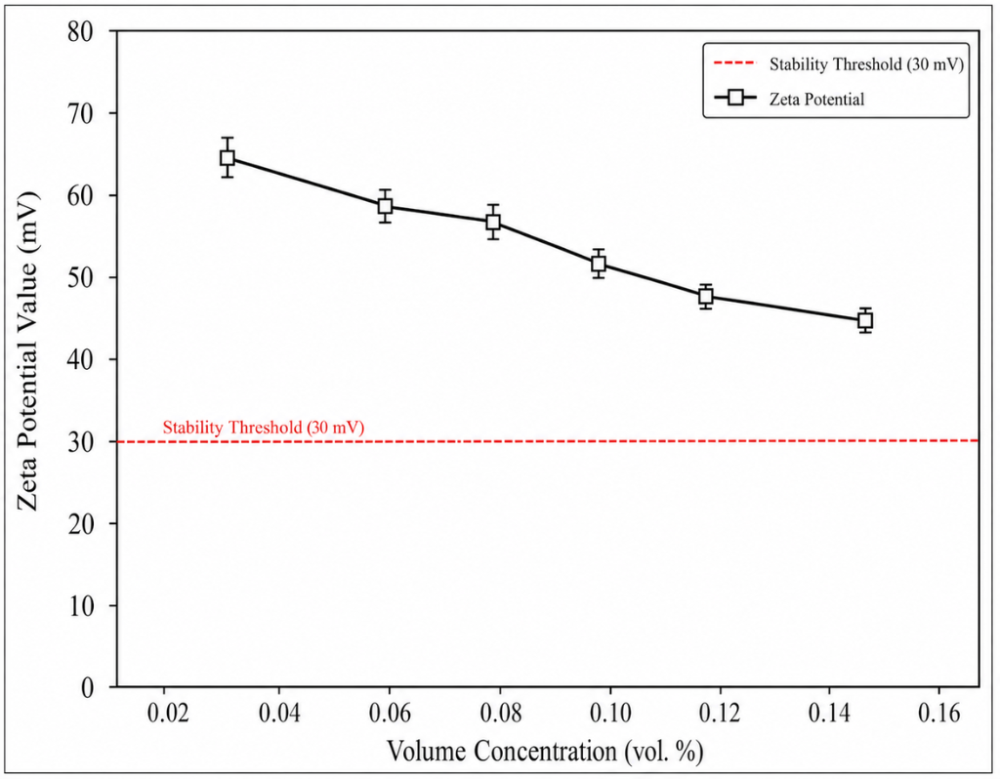 80
70
60
50
40
30
20
10
0
Zeta Potential Value (mV)
Stability Threshold (30 mV)
Zeta Potential
Stability Threshold (30 mV)
0.02 0.04 0.06 0.08 0.10 0.12 0.14 0.16
Volume Concentration (vol. %)